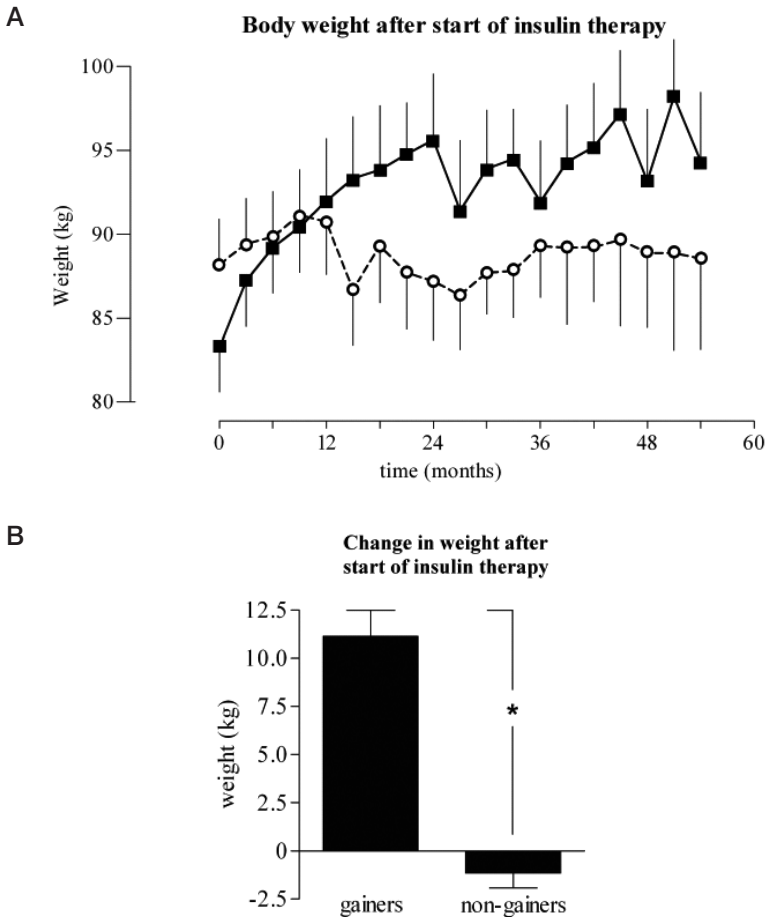 A
Body weight after start of insulin therapy
100
95
90
85
80
Weight (kg)
0 12 24 36 48 60
time (months)
B
Change in weight after
start of insulin therapy
12.5
10.0
7.5
5.0
2.5
0
-2.5
weight (kg)
*
gainers non-gainers